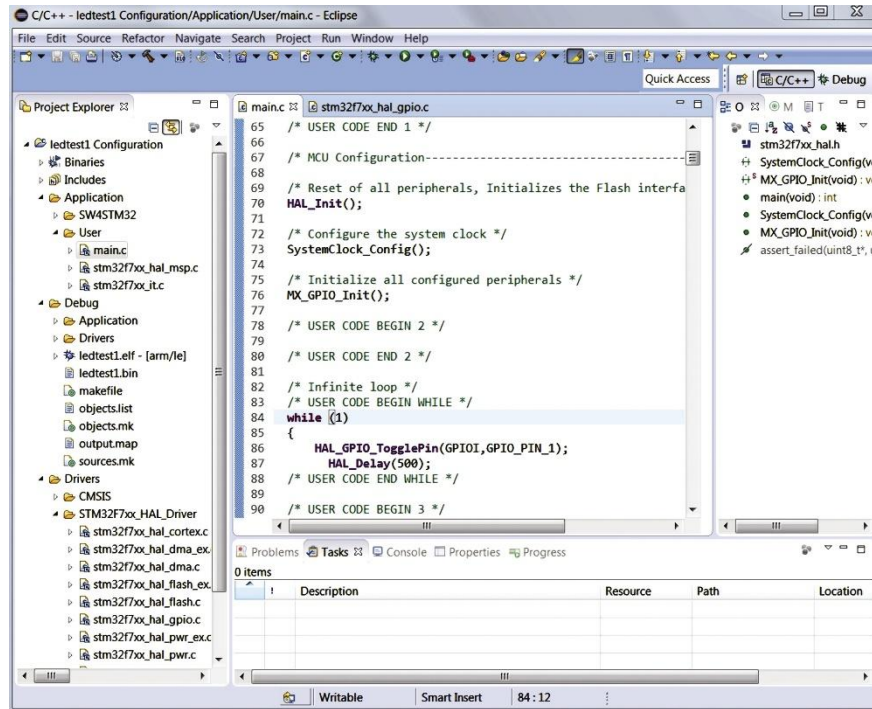 C/C++ - ledtest1 Configuration/Application/User/main.c - Eclipse
File Edit Source Refactor Navigate Search Project Run Window Help
Quick Access
C/C++
Debug
Project Explorer
ledtest1 Configuration
Binaries
Includes
Application
SW4STM32
User
main.c
stm32f7xx_hal_msp.c
stm32f7xx_it.c
Debug
Application
Drivers
ledtest1.elf - [arm/le]
ledtest1.bin
makefile
objects.list
objects.mk
output.map
sources.mk
Drivers
CMSIS
STM32F7xx_HAL_Driver
stm32f7xx_hal_cortex.c
stm32f7xx_hal_dma_ex.
stm32f7xx_hal_dma.c
stm32f7xx_hal_flash_ex.
stm32f7xx_hal_flash.c
stm32f7xx_hal_gpio.c
stm32f7xx_hal_pwr_ex.c
stm32f7xx_hal_pwr.c
main.c
stm32f7xx_hal_gpio.c
65 /* USER CODE END 1 */
66
67 /* MCU Configuration--------------------------------------
68
69 /* Reset of all peripherals, Initializes the Flash interfa
70 HAL_Init();
71
72 /* Configure the system clock */
73 SystemClock_Config();
74
75 /* Initialize all configured peripherals */
76 MX_GPIO_Init();
77
78 /* USER CODE BEGIN 2 */
79
80 /* USER CODE END 2 */
81
82 /* Infinite loop */
83 /* USER CODE BEGIN WHILE */
84 while (1)
85 {
86 HAL_GPIO_TogglePin(GPIOI,GPIO_PIN_1);
87 HAL_Delay(500);
88 /* USER CODE END WHILE */
89
90 /* USER CODE BEGIN 3 */
O M T
stm32f7xx_hal.h
SystemClock_Config(v
MX_GPIO_Init(void) : v
main(void) : int
SystemClock_Config(v
MX_GPIO_Init(void) : v
assert_failed(uint8_t*,
Problems Tasks Console Properties Progress
0 items
! Description Resource Path Location
Writable Smart Insert 84 : 12